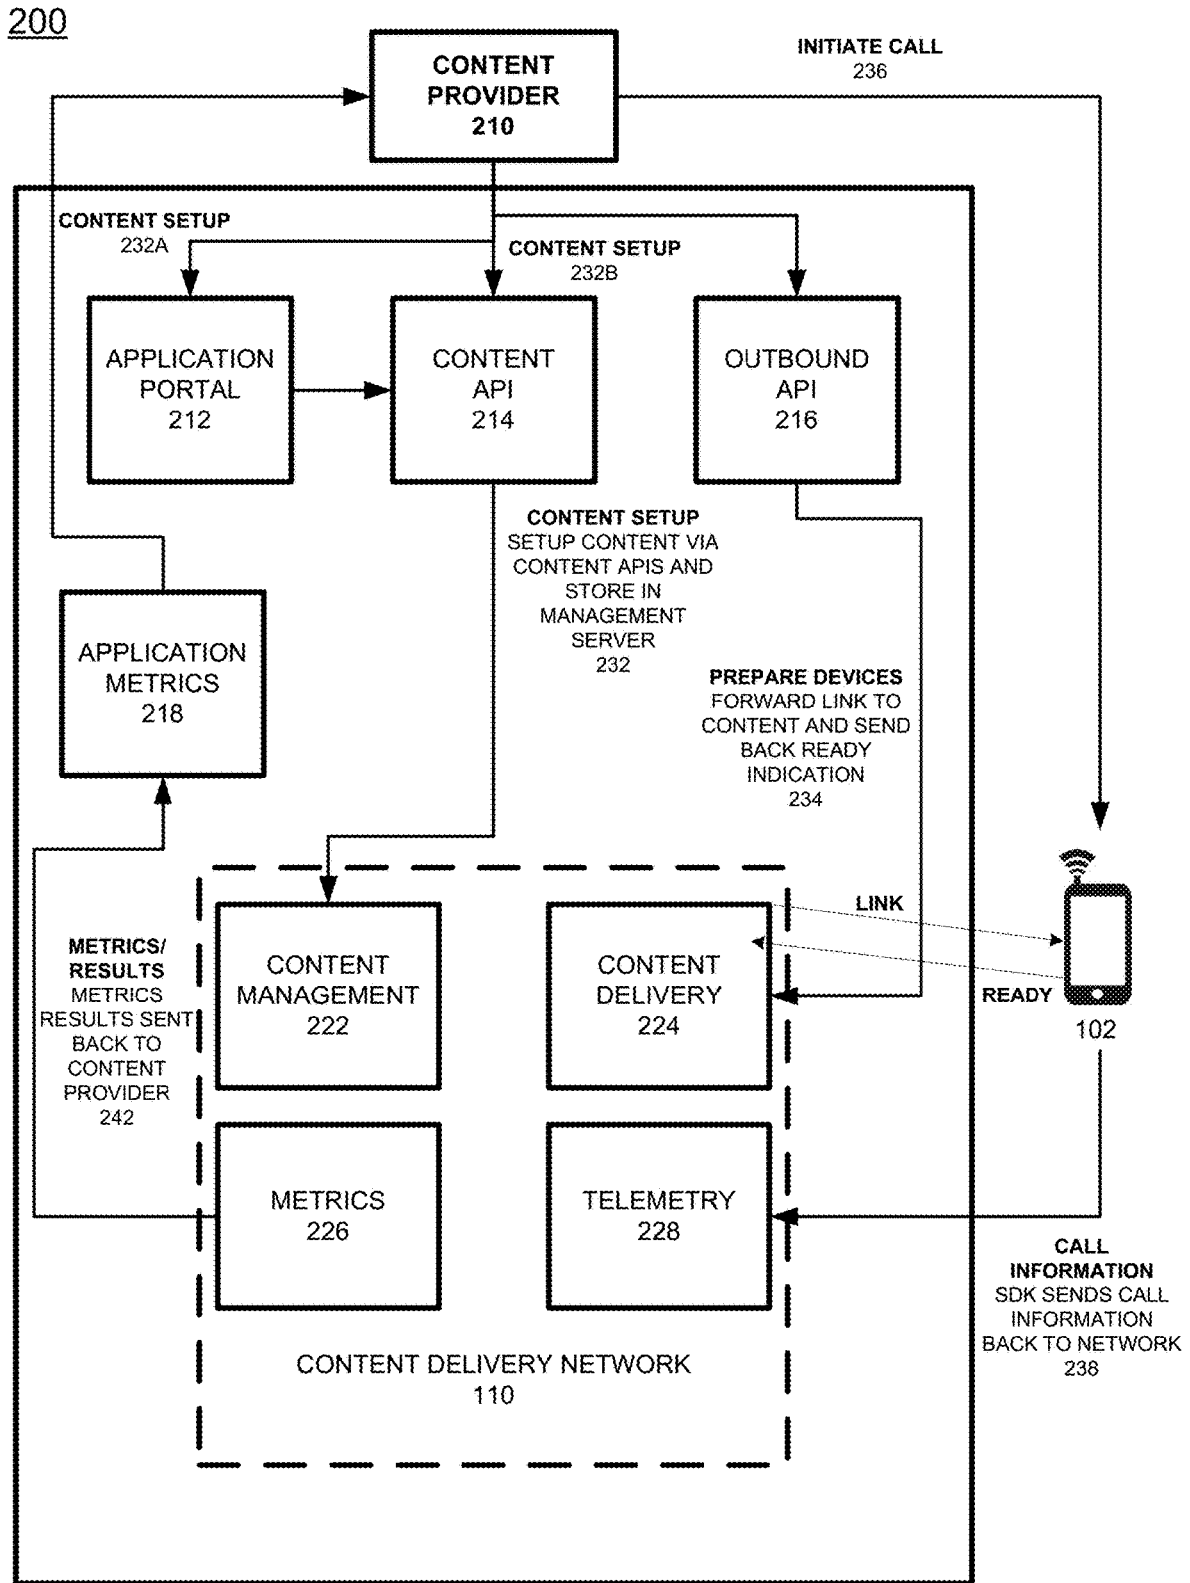 200
CONTENT
PROVIDER
210
INITIATE CALL
236
CONTENT SETUP
232A
CONTENT SETUP
232B
APPLICATION
PORTAL
212
CONTENT
API
214
OUTBOUND
API
216
CONTENT SETUP
SETUP CONTENT VIA
CONTENT APIS AND
STORE IN
MANAGEMENT
SERVER
232
APPLICATION
METRICS
218
PREPARE DEVICES
FORWARD LINK TO
CONTENT AND SEND
BACK READY
INDICATION
234
LINK
READY
102
METRICS/
RESULTS
METRICS
RESULTS SENT
BACK TO
CONTENT
PROVIDER
242
CONTENT
MANAGEMENT
222
CONTENT
DELIVERY
224
METRICS
226
TELEMETRY
228
CALL
INFORMATION
SDK SENDS CALL
INFORMATION
BACK TO NETWORK
238
CONTENT DELIVERY NETWORK
110